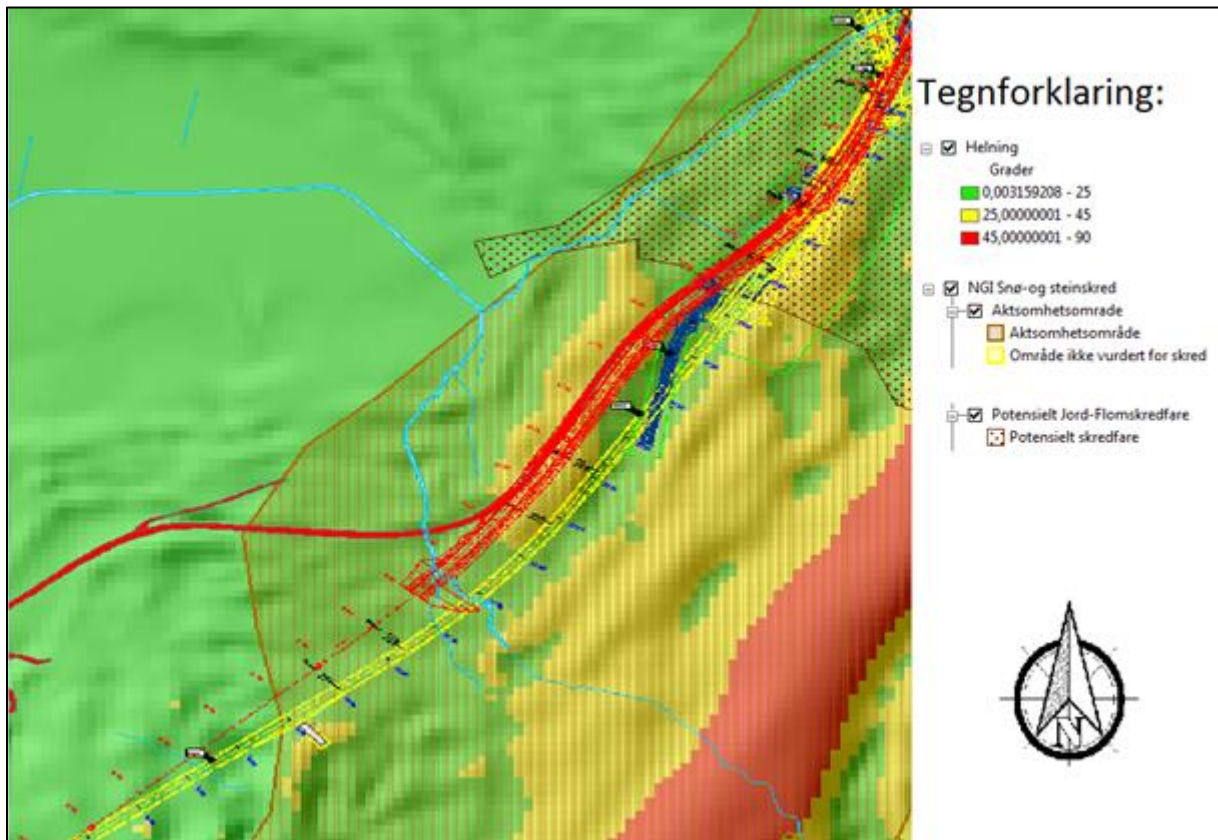 Tegnforklaring:
Helning
Grader
0,003159208 - 25
25,00000001 - 45
45,00000001 - 90
NGI Snø-og steinskred
Aktsomhetsomrade
Aktsomhetsområde
Område ikke vurdert for skred
Potensielt Jord-Flomskredfare
Potensielt skredfare
N